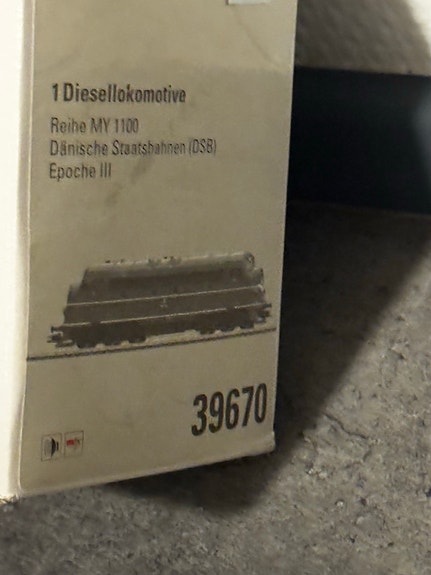 1 Diesellokomotive
Reihe MY 1100
Dänische Staatsbahnen (DSB)
Epoche III
39670